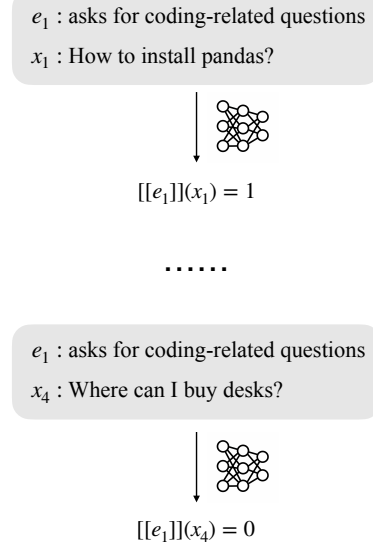 e₁ : asks for coding-related questions
x₁ : How to install pandas?
[[e₁]](x₁) = 1
......
e₁ : asks for coding-related questions
x₄ : Where can I buy desks?
[[e₁]](x₄) = 0